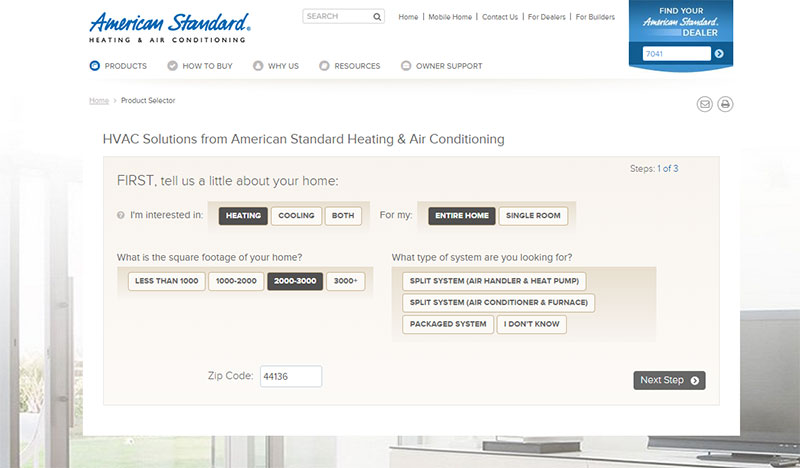 American Standard®
HEATING & AIR CONDITIONING
SEARCH
Home | Mobile Home | Contact Us | For Dealers | For Builders
FIND YOUR
American Standard®
DEALER
7041
PRODUCTS HOW TO BUY WHY US RESOURCES OWNER SUPPORT
Home > Product Selector
HVAC Solutions from American Standard Heating & Air Conditioning
Steps: 1 of 3
FIRST, tell us a little about your home:
? I'm interested in: HEATING COOLING BOTH For my: ENTIRE HOME SINGLE ROOM
What is the square footage of your home?
LESS THAN 1000 1000-2000 2000-3000 3000+
What type of system are you looking for?
SPLIT SYSTEM (AIR HANDLER & HEAT PUMP)
SPLIT SYSTEM (AIR CONDITIONER & FURNACE)
PACKAGED SYSTEM I DON'T KNOW
Zip Code: 44136
Next Step